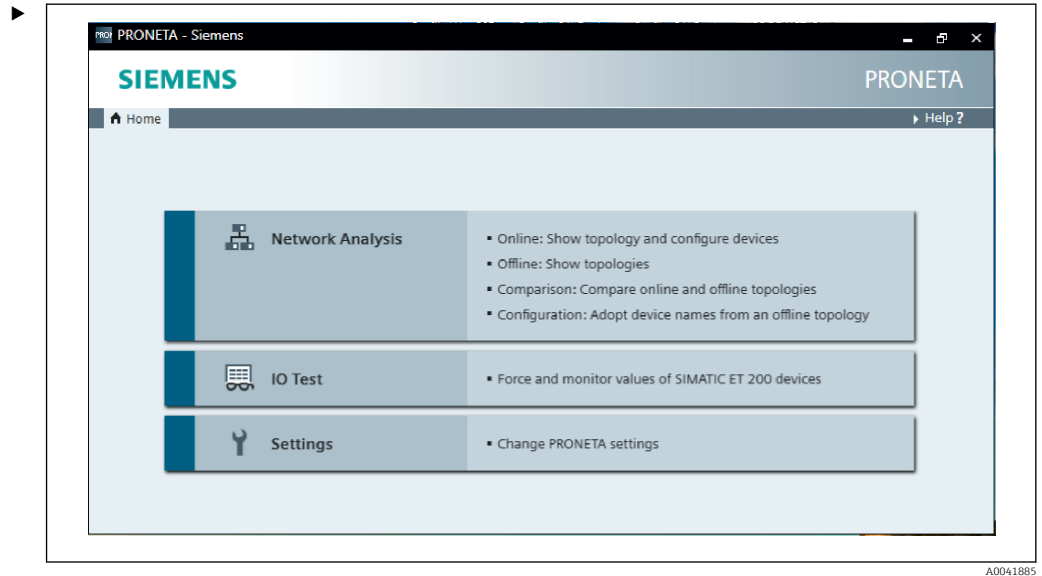 PRONETA - Siemens
SIEMENS
PRONETA
Home
Help ?
Network Analysis
▪ Online: Show topology and configure devices
▪ Offline: Show topologies
▪ Comparison: Compare online and offline topologies
▪ Configuration: Adopt device names from an offline topology
IO Test
▪ Force and monitor values of SIMATIC ET 200 devices
Settings
▪ Change PRONETA settings
A0041885